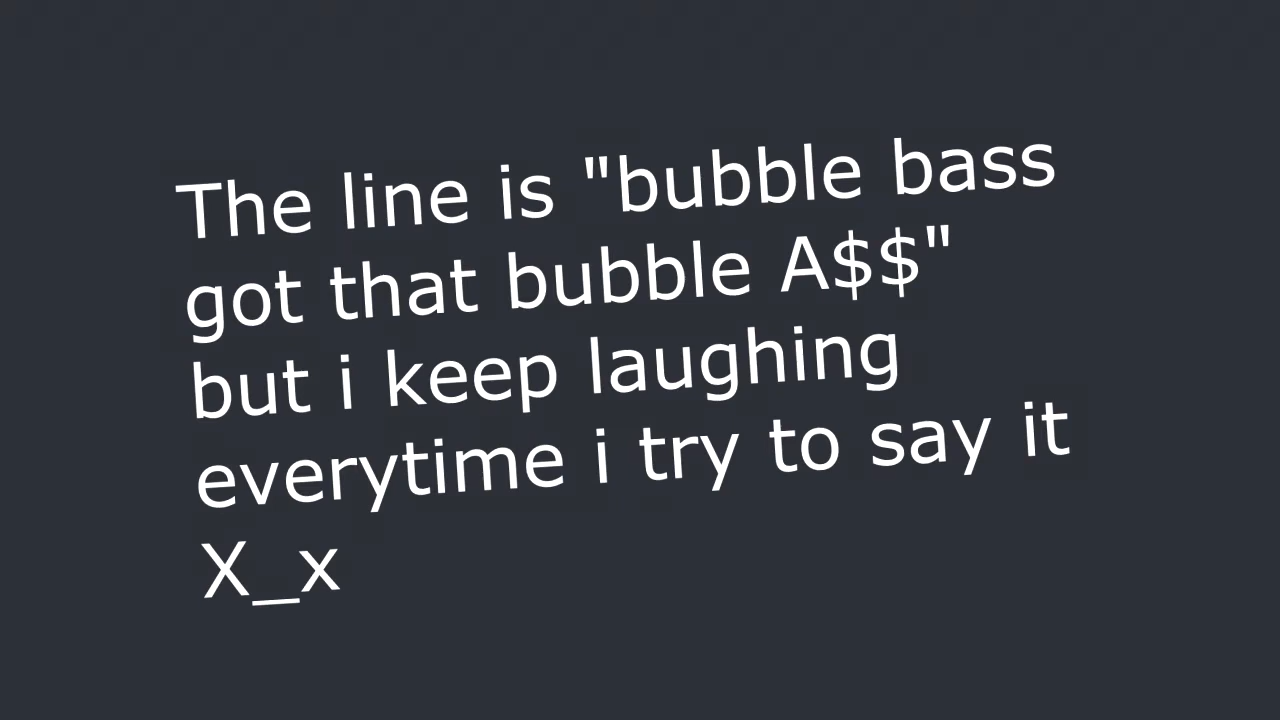 The line is "bubble bass
got that bubble A$$"
but i keep laughing
everytime i try to say it
X_x